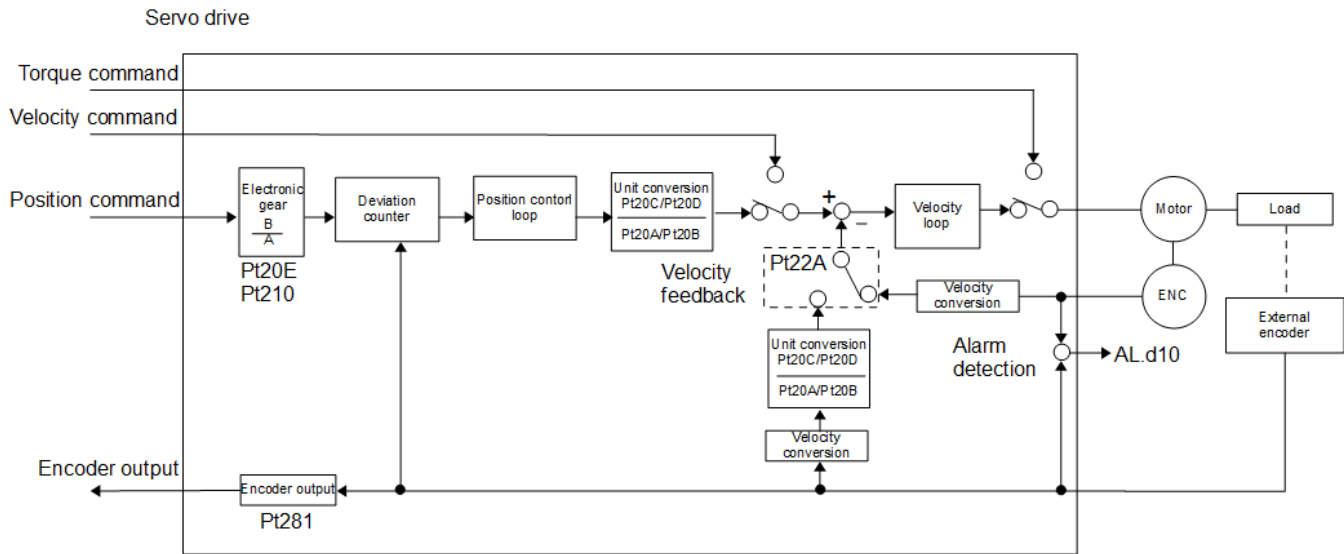 Servo drive
Torque command
Velocity command
Position command
Electronic
gear
B
A
Pt20E
Pt210
Deviation
counter
Position contorl
loop
Unit conversion
Pt20C/Pt20D
Pt20A/Pt20B
+
−
Velocity
loop
Motor
Load
Velocity
feedback
Pt22A
Velocity
conversion
ENC
External
encoder
Unit conversion
Pt20C/Pt20D
Pt20A/Pt20B
Alarm
detection
AL.d10
Velocity
conversion
Encoder output
Encoder output
Pt281